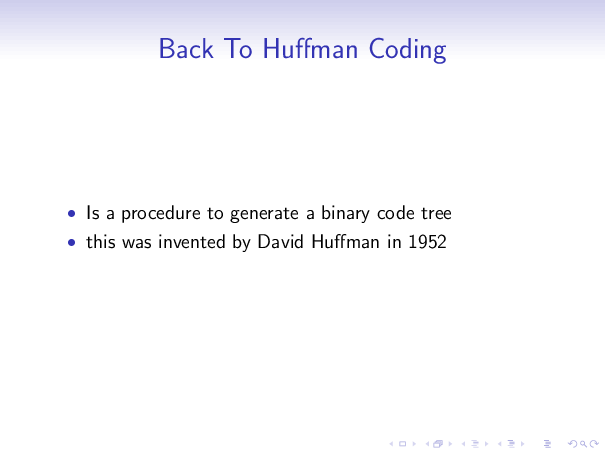 Back To Huffman Coding
• Is a procedure to generate a binary code tree
• this was invented by David Huffman in 1952